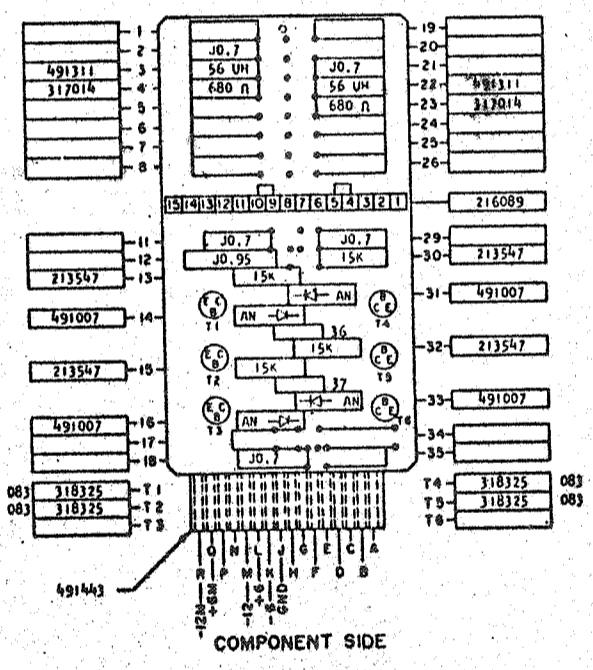 1 19
2 J0.7 20
491311 3 56 UH J0.7 21
317014 4 680 Ω 56 UH 22 491311
5 680 Ω 23 317014
6 24
7 25
8 26
15 14 13 12 11 10 9 8 7 6 5 4 3 2 1 216089
11 J0.7 J0.7 29
12 J0.95 15K 30 213547
213547 13 15K
AN 31 491007
491007 14 E C B T1 AN B C E T4
36
15K 32 213547
213547 15 E C B T2 15K B C E T5
37
AN 33 491007
491007 16 E C B T3 AN B C E T6
17 34
18 J0.7 35
083 318325 T1 T4 318325 083
083 318325 T2 T5 318325 083
T3 T6
491443
R Q P N M L K J H G F E D C B A
-12M +6M -12 +6 -6 GND
COMPONENT SIDE